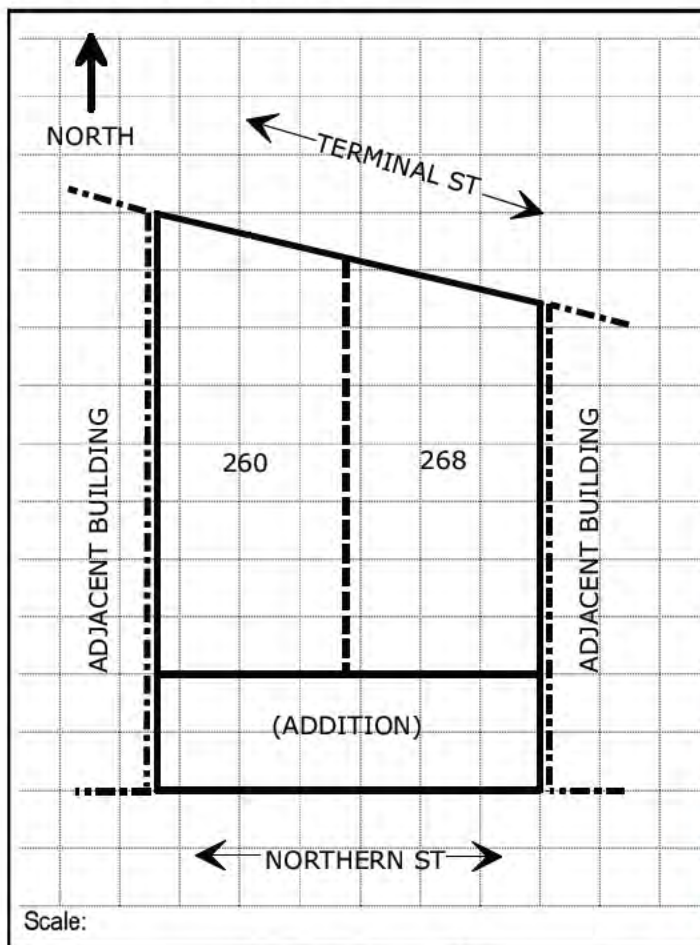 NORTH
TERMINAL ST
ADJACENT BUILDING
260
268
ADJACENT BUILDING
(ADDITION)
NORTHERN ST
Scale: